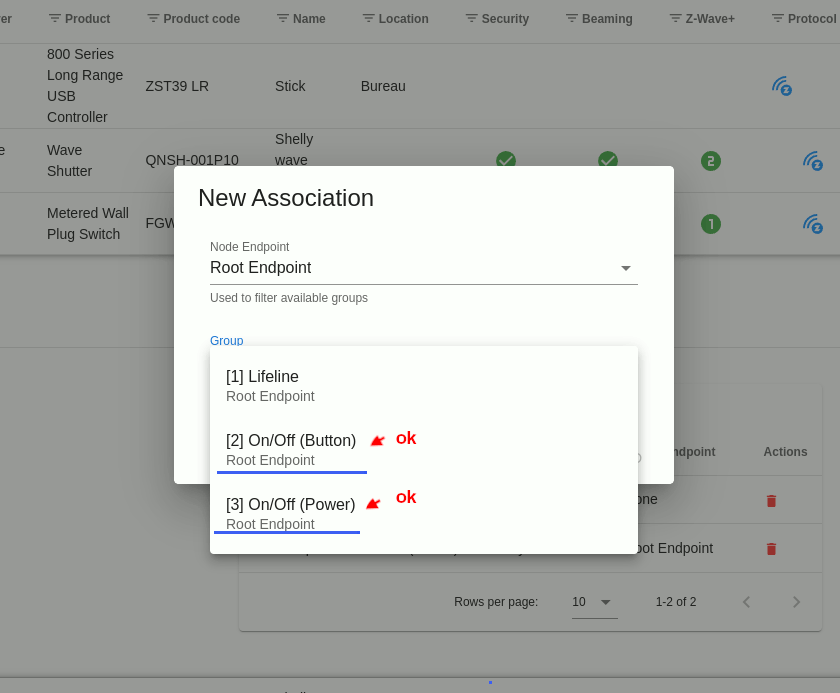 er Product Product code Name Location Security Beaming Z-Wave+ Protocol
800 Series
Long Range
USB
Controller
ZST39 LR Stick Bureau
e Wave
Shutter
QNSH-001P10
Shelly
wave
2
Metered Wall
Plug Switch
FGW
1
New Association
Node Endpoint
Root Endpoint
Used to filter available groups
Group
[1] Lifeline
Root Endpoint
[2] On/Off (Button) ok
Root Endpoint
[3] On/Off (Power) ok
Root Endpoint
ndpoint Actions
one
oot Endpoint
Rows per page: 10 1-2 of 2